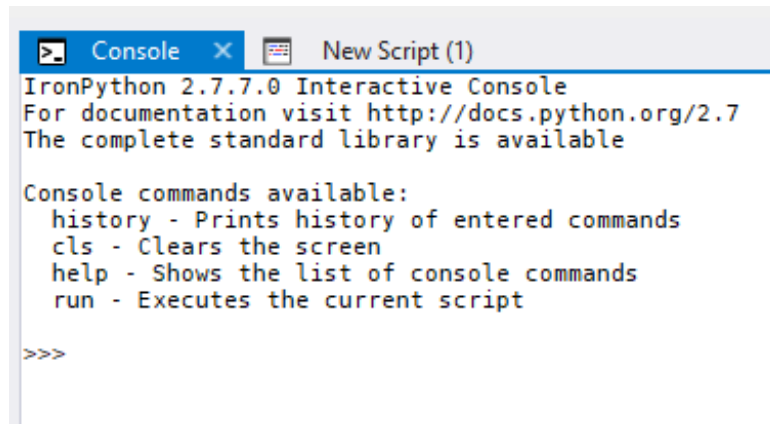 Console
New Script (1)
IronPython 2.7.7.0 Interactive Console
For documentation visit http://docs.python.org/2.7
The complete standard library is available
Console commands available:
history - Prints history of entered commands
cls - Clears the screen
help - Shows the list of console commands
run - Executes the current script
>>>